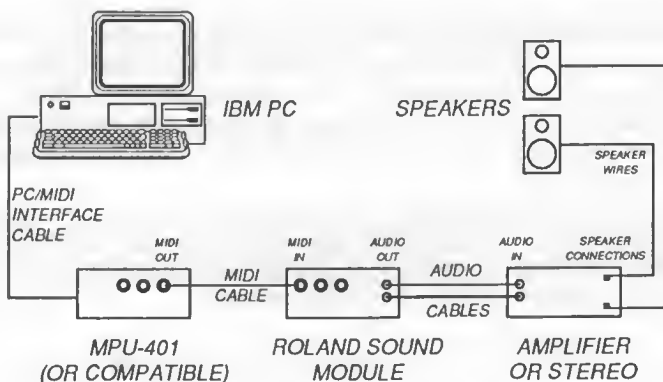 IBM PC
SPEAKERS
SPEAKER
WIRES
PC/MIDI
INTERFACE
CABLE
MIDI
OUT
MIDI
IN
AUDIO
OUT
AUDIO
IN
SPEAKER
CONNECTIONS
MIDI
CABLE
AUDIO
CABLES
MPU-401
(OR COMPATIBLE)
ROLAND SOUND
MODULE
AMPLIFIER
OR STEREO